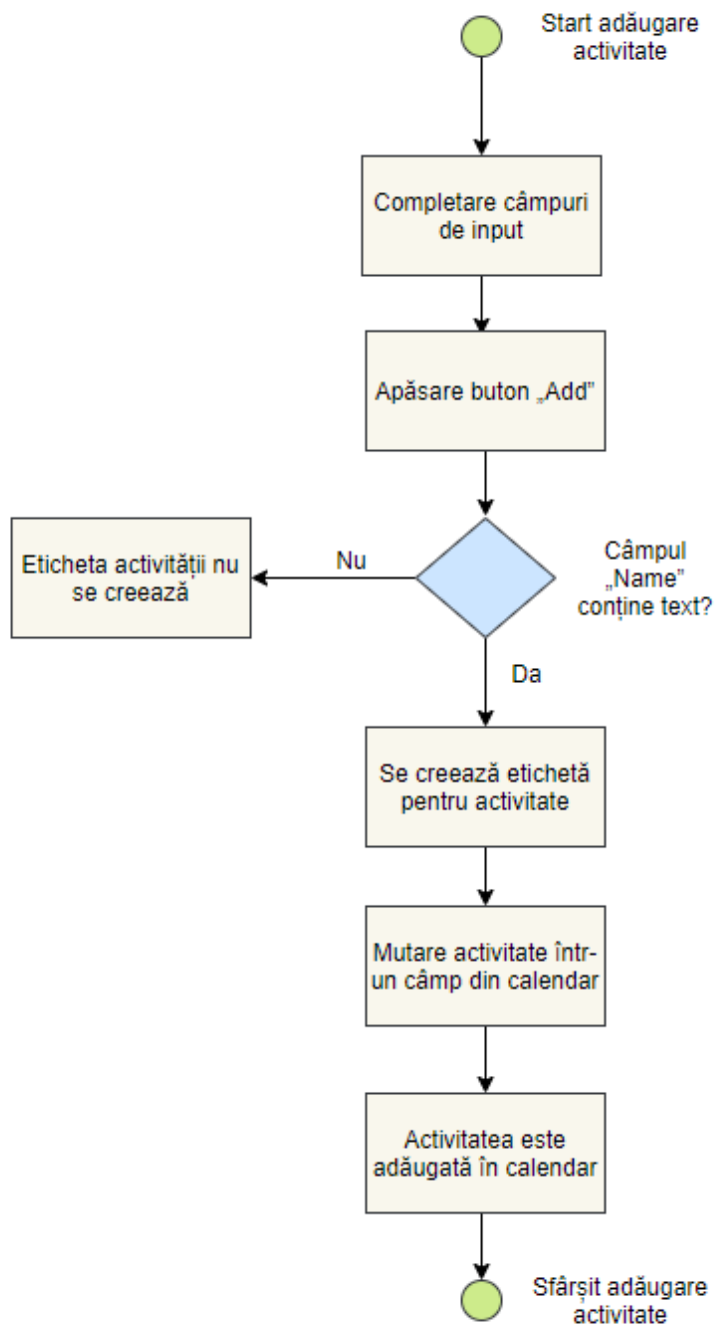 Start adăugare
activitate
Completare câmpuri
de input
Apăsare buton „Add”
Câmpul
„Name”
conține text?
Nu
Eticheta activității nu
se creează
Da
Se creează etichetă
pentru activitate
Mutare activitate într-
un câmp din calendar
Activitatea este
adăugată în calendar
Sfârșit adăugare
activitate